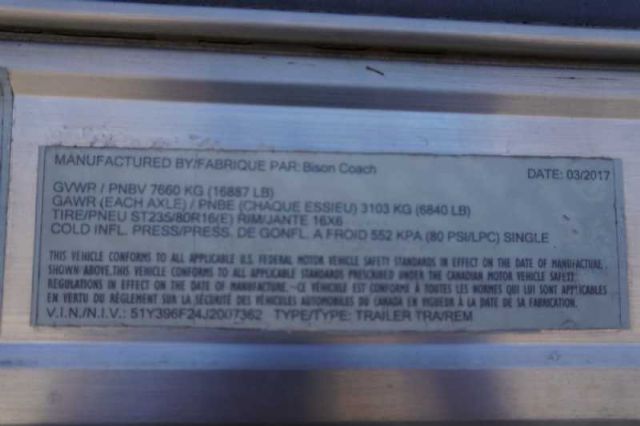 MANUFACTURED BY/FABRIQUE PAR: Bison Coach DATE: 03/2017
GVWR / PNBV 7660 KG (16887 LB)
GAWR (EACH AXLE) / PNBE (CHAQUE ESSIEU) 3103 KG (6840 LB)
TIRE/PNEU ST235/80R16(E) RIM/JANTE 16X6
COLD INFL. PRESS/PRESS. DE GONFL. A FROID 552 KPA (80 PSI/LPC) SINGLE
THIS VEHICLE CONFORMS TO ALL APPLICABLE U.S. FEDERAL MOTOR VEHICLE SAFETY STANDARDS IN EFFECT ON THE DATE OF MANUFACTURE
SHOWN ABOVE.THIS VEHICLE CONFORMS TO ALL APPLICABLE STANDARDS PRESCRIBED UNDER THE CANADIAN MOTOR VEHICLE SAFETY
REGULATIONS IN EFFECT ON THE DATE OF MANUFACTURE.-CE VÉHICULE EST CONFORME À TOUTES LES NORMES QUI LUI SONT APPLICABLES
EN VERTU DU RÈGLEMENT SUR LA SÉCURITÉ DES VÉHICULES AUTOMOBILES DU CANADA EN VIGUEUR À LA DATE DE SA FABRICATION.
V.I.N./N.I.V.: 51Y396F24J2007362 TYPE/TYPE: TRAILER TRA/REM